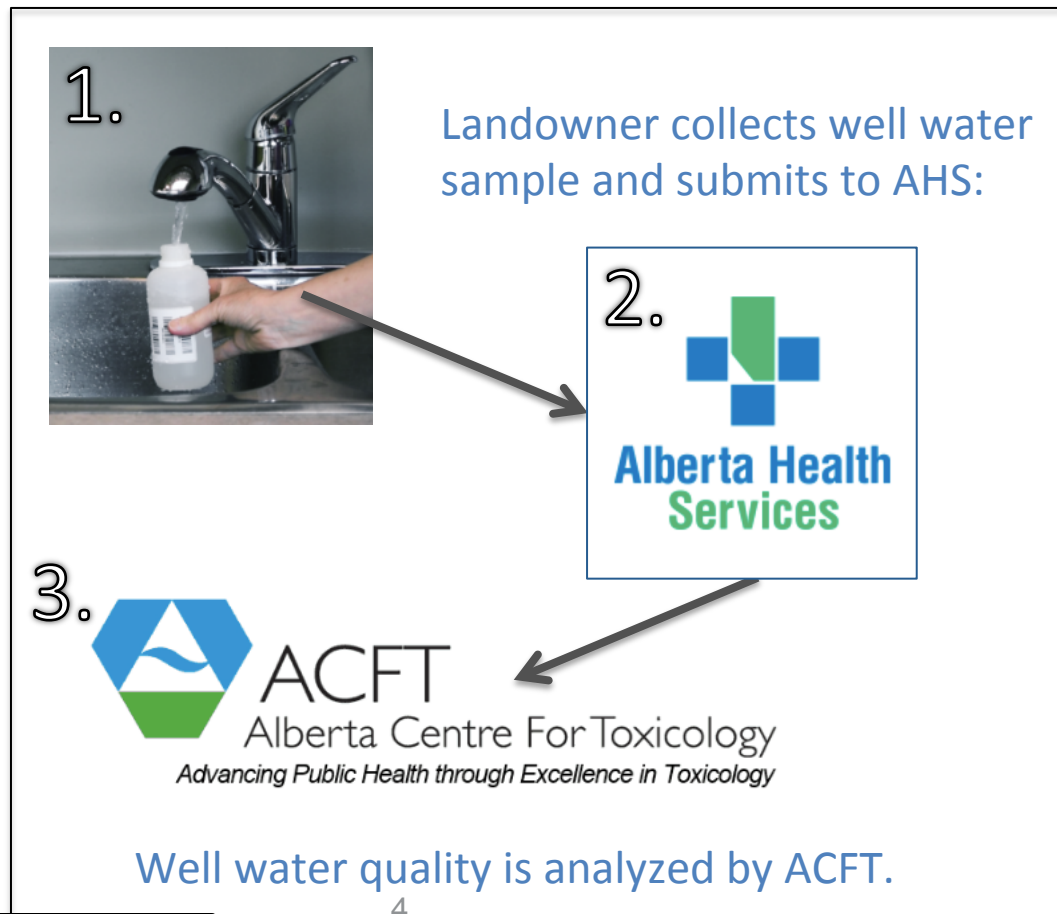 1.
Landowner collects well water
sample and submits to AHS:
2.
Alberta Health
Services
3.
ACFT
Alberta Centre For Toxicology
Advancing Public Health through Excellence in Toxicology
Well water quality is analyzed by ACFT.
4